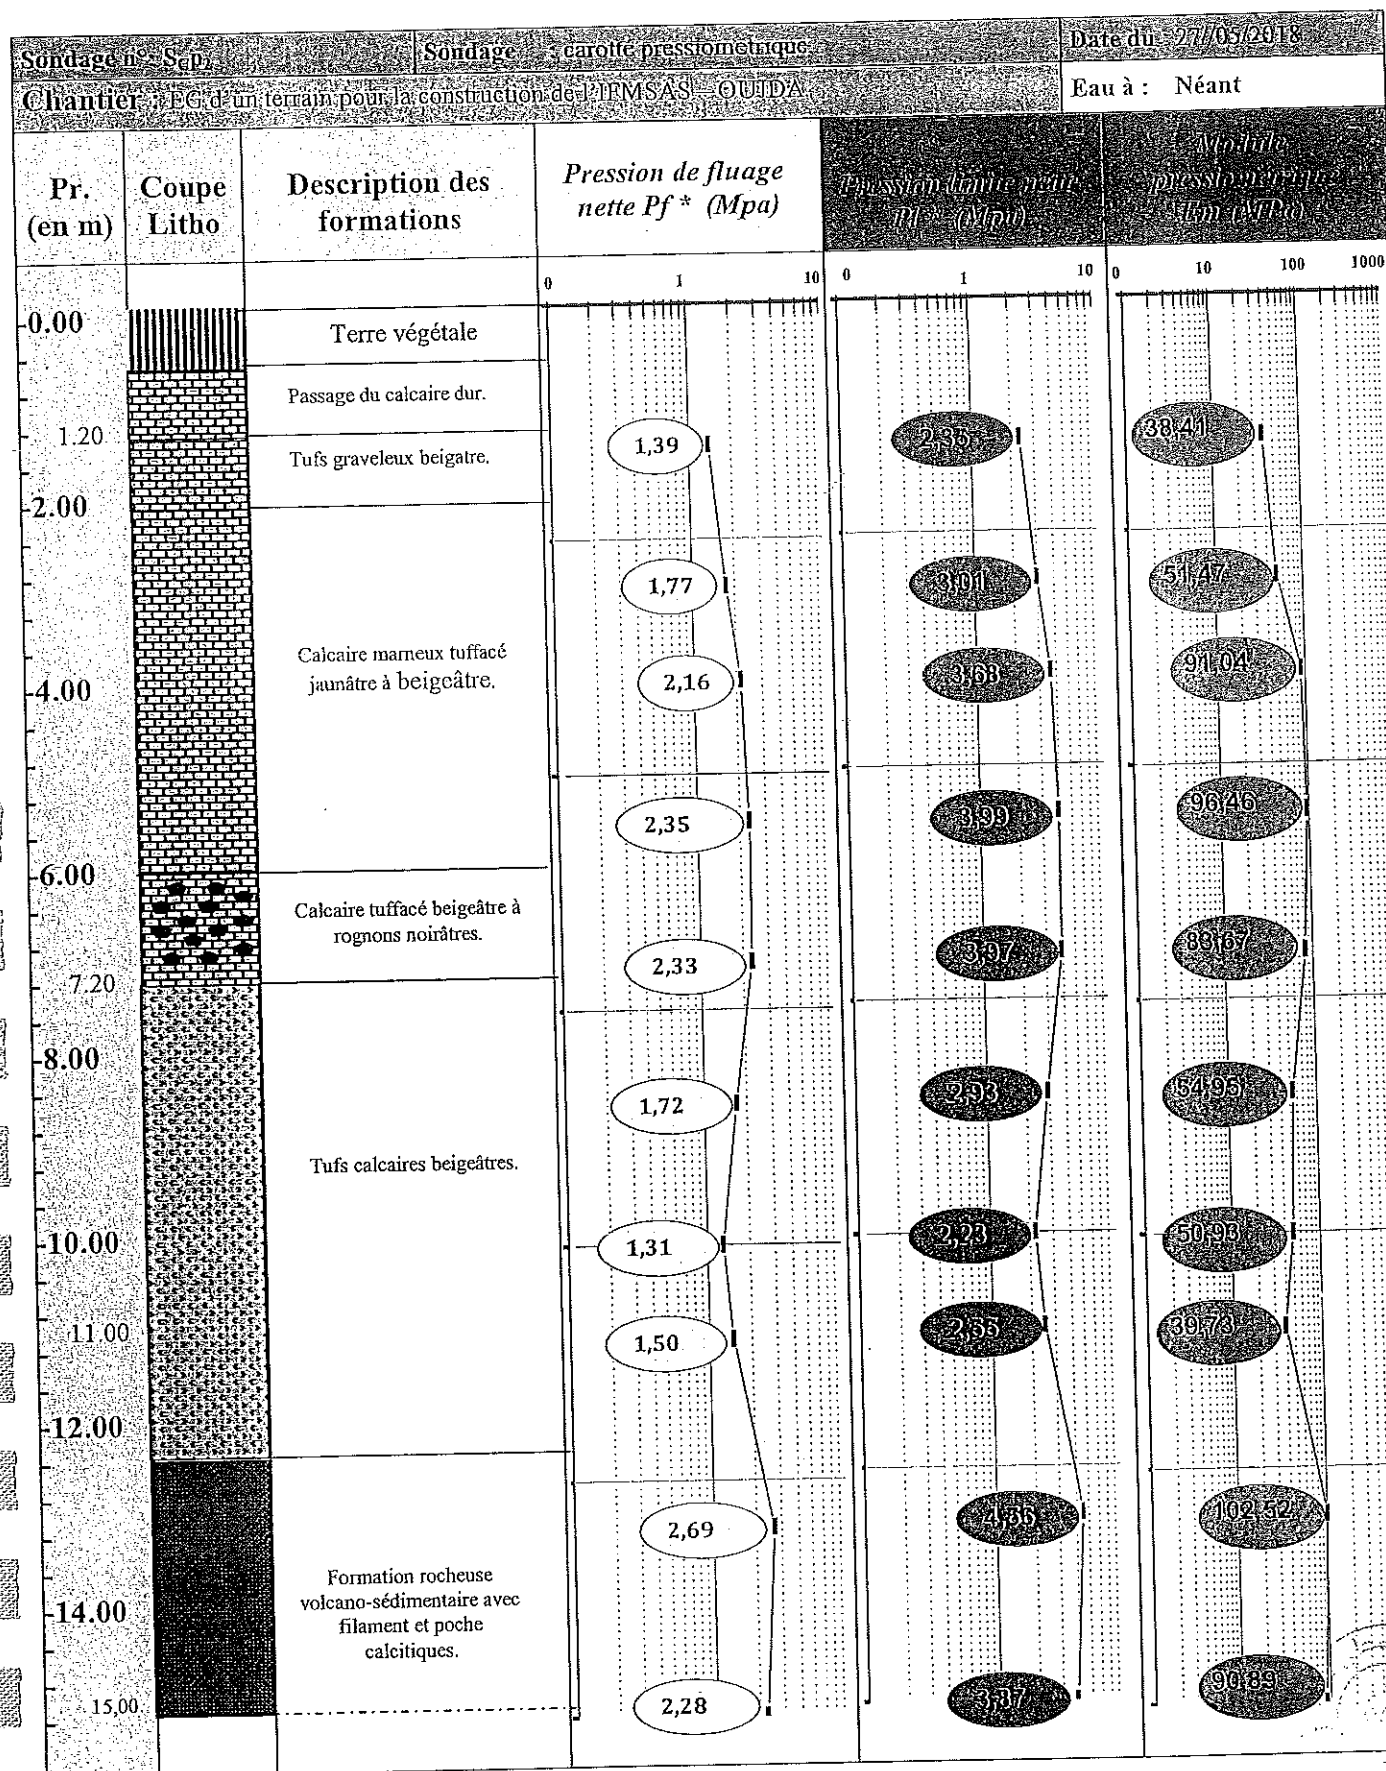 Sondage n° : S₆p
Sondage : carotté pressiométrique
Date du 27/05/2018
Chantier : EG d'un terrain pour la construction de l'IFMSAS – OUJDA
Eau à : Néant
Pr.
(en m)
Coupe
Litho
Description des
formations
Pression de fluage
nette Pf * (Mpa)
Pression limite nette
Pl * (Mpa)
Module
pressiométrique
Em (MPa)
0 1 10 0 1 10 0 10 100 1000
0.00
Terre végétale
Passage du calcaire dur.
1.20
1,39
38,41
Tufs graveleux beigatre.
2.00
1,77
3,01
51,47
Calcaire marneux tuffacé
jaunâtre à beigeâtre.
4.00
2,16
3,68
91,04
2,35
3,99
96,46
6.00
Calcaire tuffacé beigeâtre à
rognons noirâtres.
2,33
3,97
83,67
7.20
8.00
1,72
2,93
54,95
Tufs calcaires beigeâtres.
10.00
1,31
2,23
50,93
11,00
1,50
39,73
12.00
2,69
102,52
Formation rocheuse
volcano-sédimentaire avec
filament et poche
calcitiques.
14.00
15,00
2,28
3,87
90,89